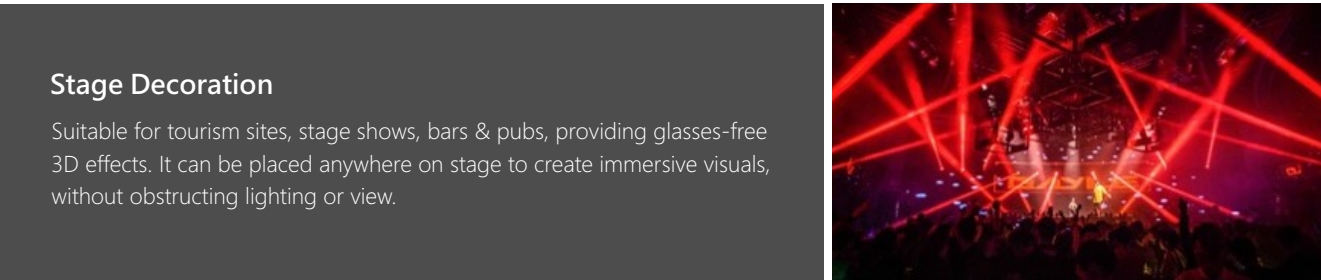 Stage Decoration
Suitable for tourism sites, stage shows, bars & pubs, providing glasses-free
3D effects. It can be placed anywhere on stage to create immersive visuals,
without obstructing lighting or view.